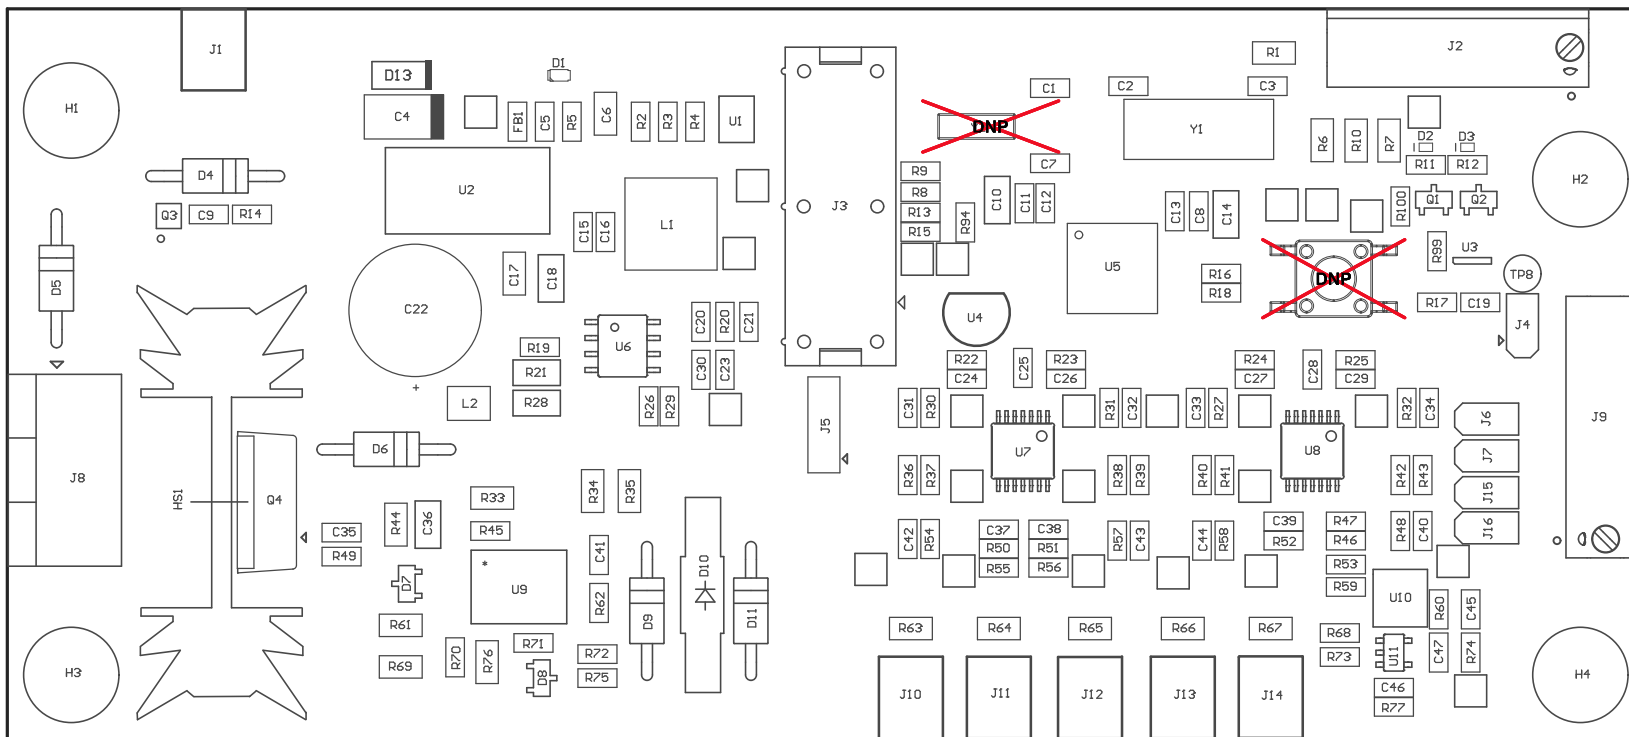 J1
J2
R1
D1
D13
C1
C2
C3
H1
C4
FB1
C5
R5
C6
R2
R3
R4
U1
DNP
Y1
R6
R10
R7
D2
D3
C7
R11
R12
D4
U2
R9
R8
R13
R15
J3
H2
Q3
C9
R14
C15
C16
L1
R94
C10
C11
C12
C13
C8
C14
R100
Q1
Q2
D5
C17
C18
U5
R16
R18
DNP
R99
U3
TP8
C22
C20
R20
C21
U4
R17
C19
J4
R19
U6
R21
C30
C23
R22
C24
C25
R23
C26
R24
C27
C28
R25
C29
+
L2
R28
R26
R29
J5
C31
R30
R31
C32
C33
R27
R32
C34
J6
J9
D6
U7
U8
J7
J8
HS1
Q4
R33
R34
R35
R36
R37
R38
R39
R40
R41
R42
R43
J15
C35
R49
R44
C36
R45
C41
C42
R54
C37
R50
R55
C38
R51
R56
R57
C43
C44
R58
C39
R52
R47
R46
R48
C40
J16
*
D10
R53
R59
D7
U9
R62
D9
D11
U10
R60
C45
R61
R63
R64
R65
R66
R67
R68
R73
U11
C47
R74
R71
R72
R69
R70
R76
D8
R75
H3
H4
J10
J11
J12
J13
J14
C46
R77